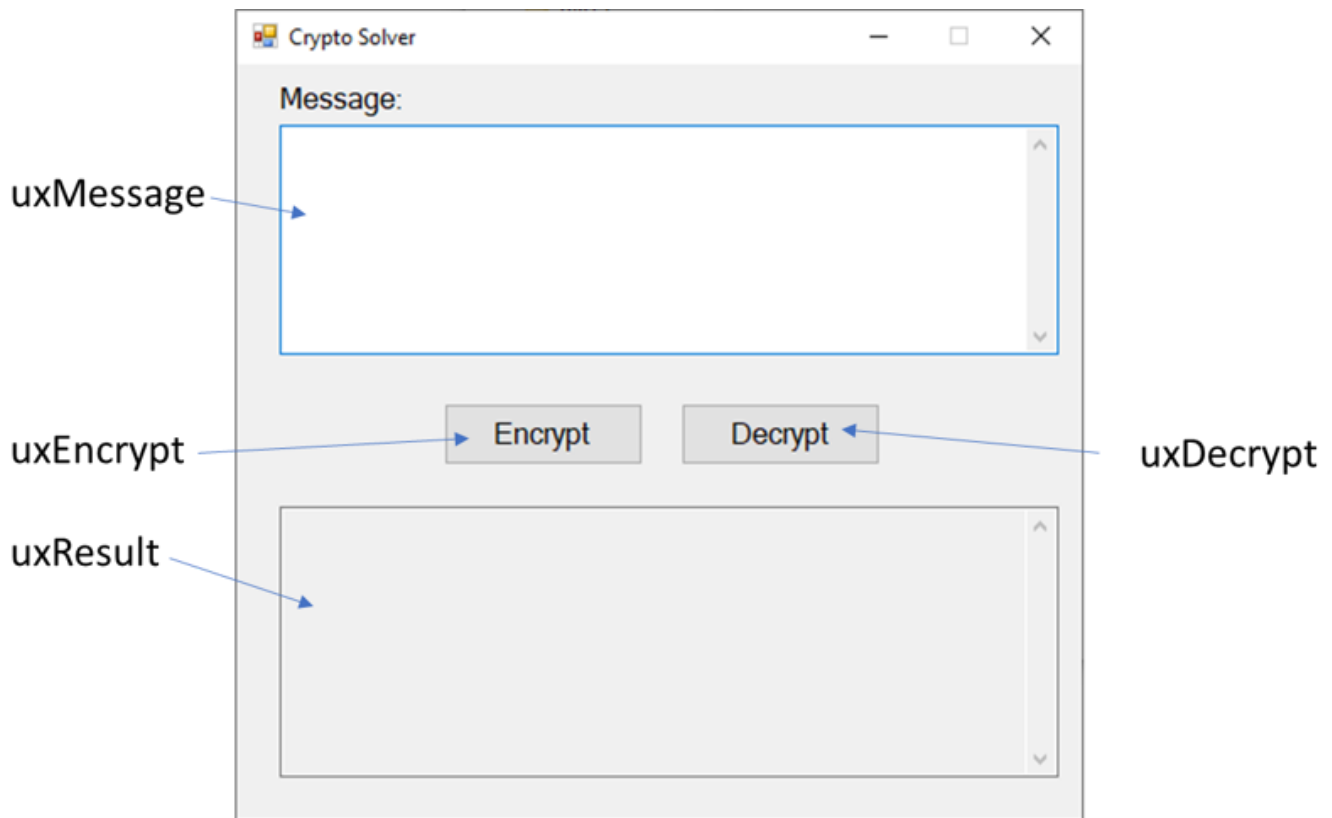 Crypto Solver
Message:
uxMessage
Encrypt
Decrypt
uxEncrypt
uxDecrypt
uxResult